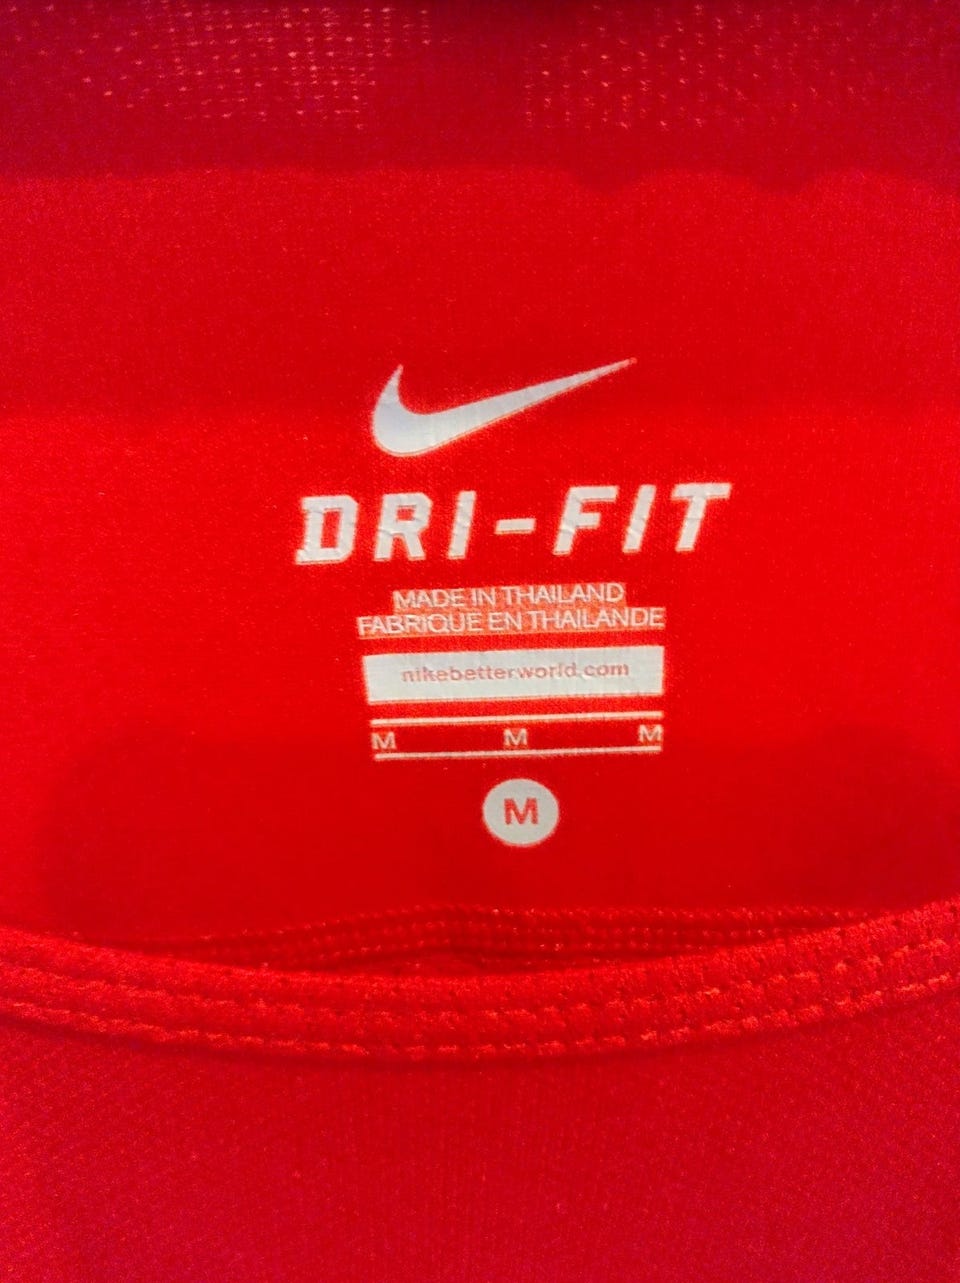 DRI-FIT
MADE IN THAILAND
FABRIQUE EN THAILANDE
nikebetterworld.com
M M M
M